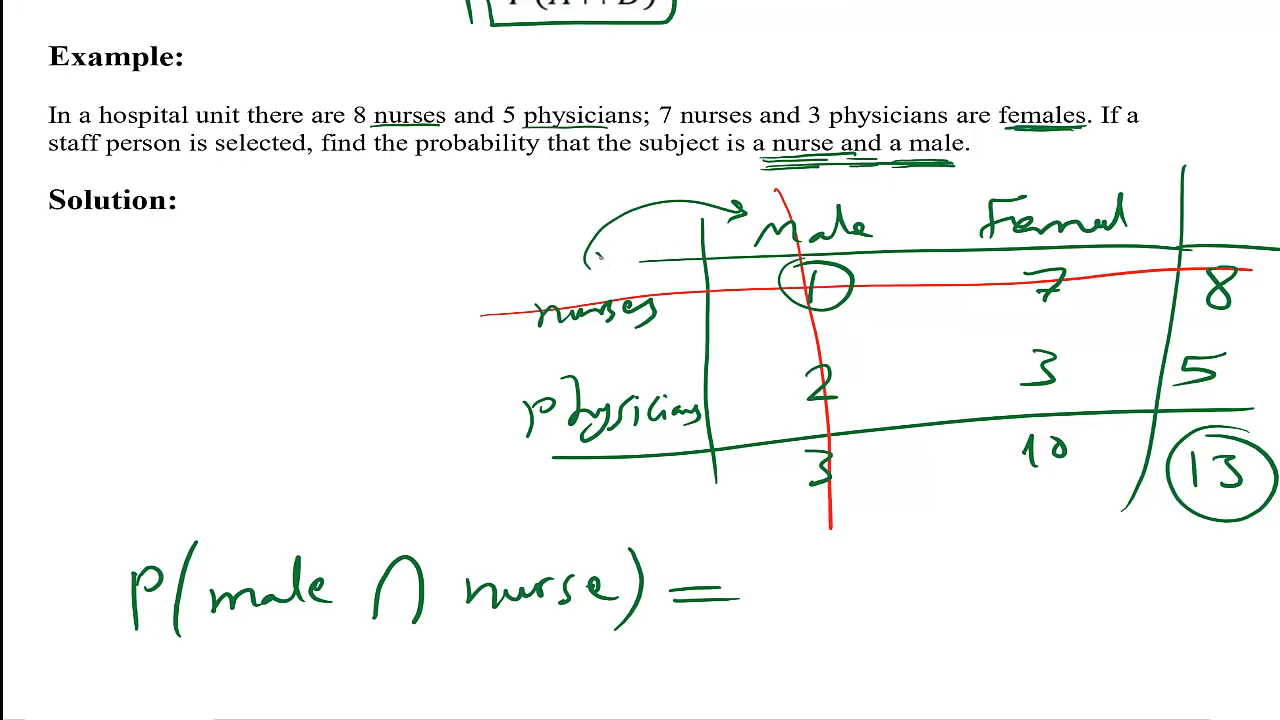 Example:
In a hospital unit there are 8 nurses and 5 physicians; 7 nurses and 3 physicians are females. If a
staff person is selected, find the probability that the subject is a nurse and a male.
Solution:
Male
nurses 1 7 8
physicians 2 3 5
3 10 13
P(male ∩ nurse) =